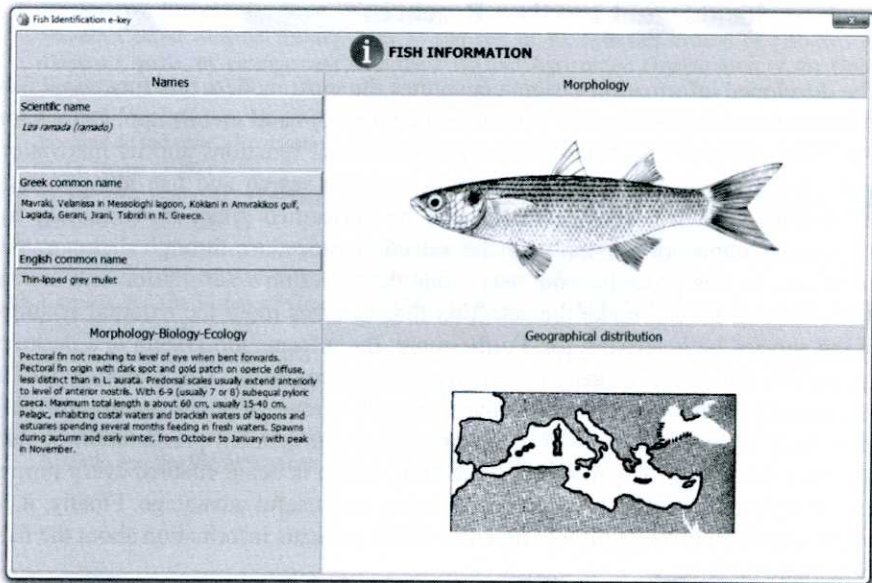 Fish Identification e-key
i FISH INFORMATION
Names
Scientific name
Liza ramada (ramado)
Greek common name
Mavraki, Velanissa in Messologhi lagoon, Koklani in Amvrakikos gulf,
Lagada, Gerani, Jirani, Tsibridi in N. Greece.
English common name
Thin-lipped grey mullet
Morphology
Morphology-Biology-Ecology
Pectoral fin not reaching to level of eye when bent forwards.
Pectoral fin origin with dark spot and gold patch on opercle diffuse,
less distinct than in L. aurata. Predorsal scales usually extend anteriorly
to level of anterior nostrils. With 6-9 (usually 7 or 8) subequal pyloric
caeca. Maximum total length is about 60 cm, usually 15-40 cm.
Pelagic, inhabiting costal waters and brackish waters of lagoons and
estuaries spending several months feeding in fresh waters. Spawns
during autumn and early winter, from October to January with peak
in November.
Geographical distribution